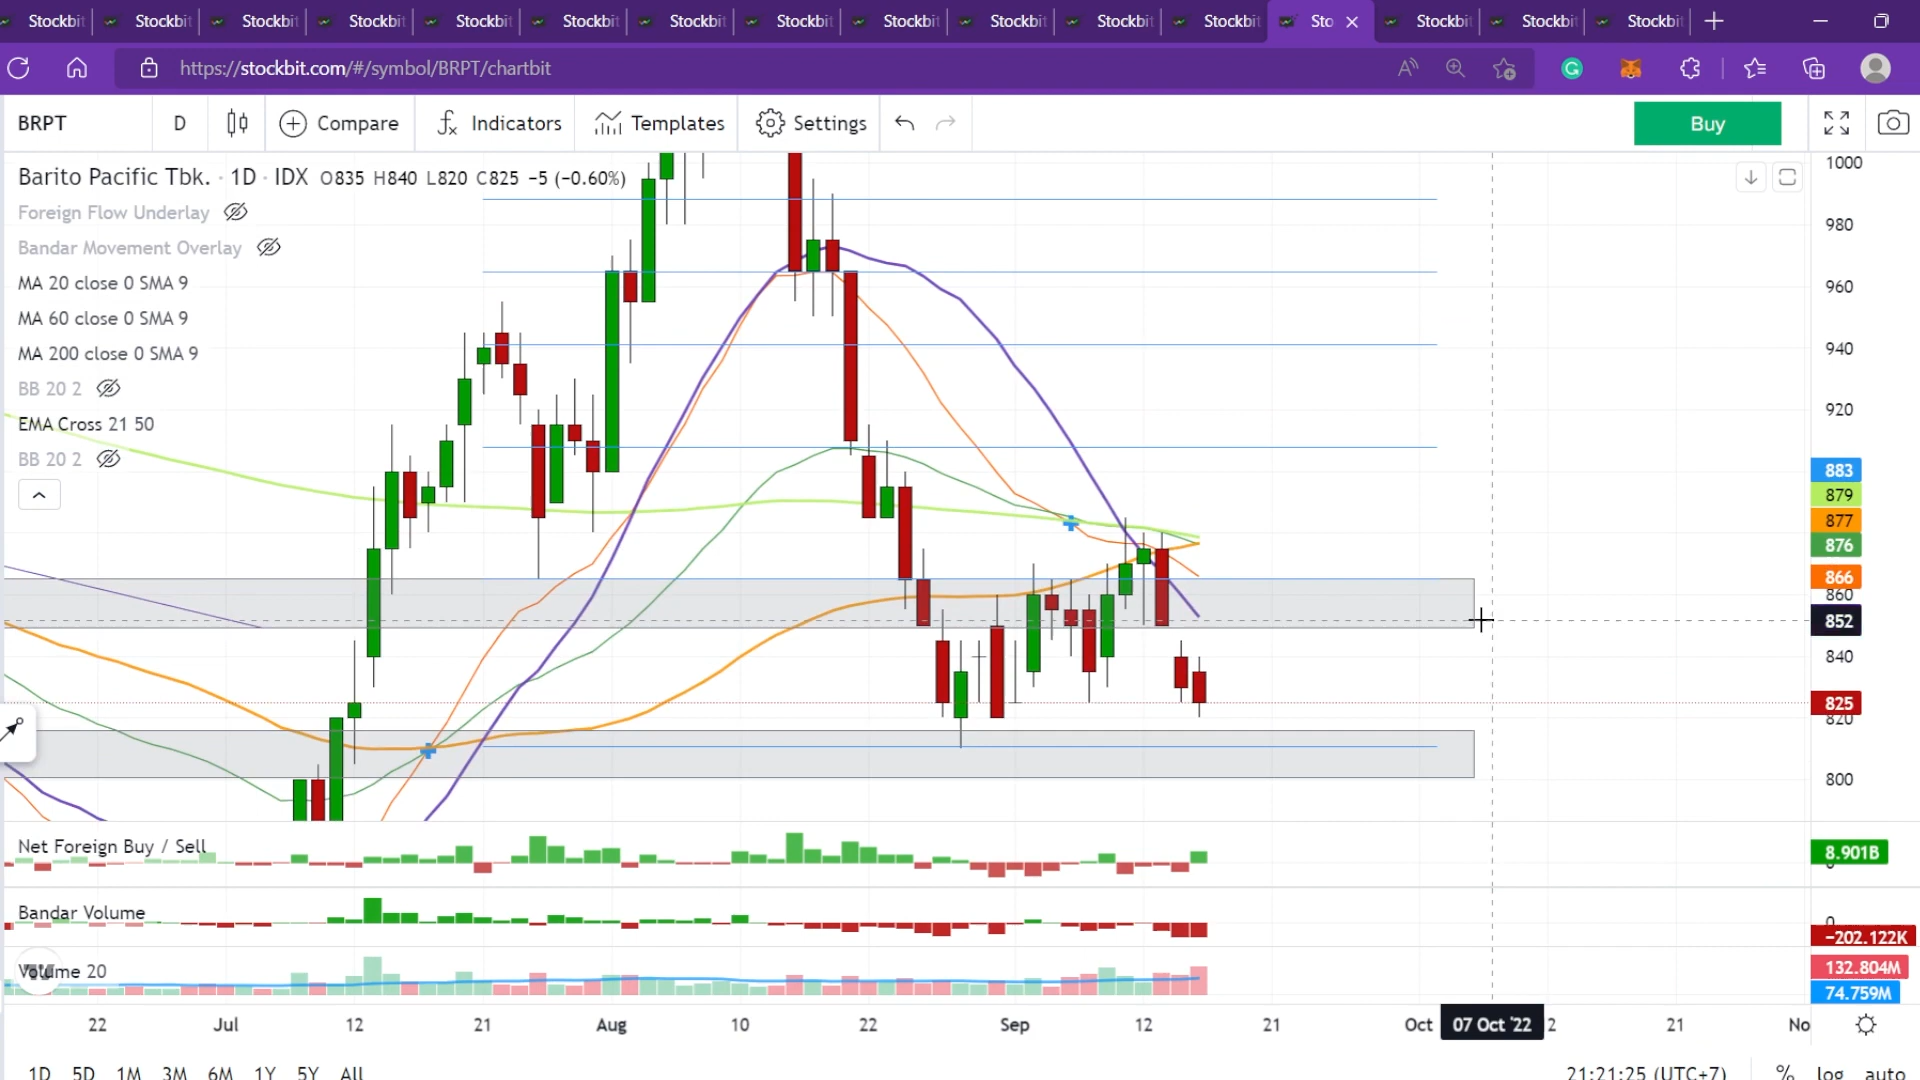 Stockbit Stockbit Stockbit Stockbit Stockbit Stockbit Stockbit Stockbit Stockbit Stockbit Stockbit Stockbit Sto Stockbit Stockbit Stockbit
https://stockbit.com/#/symbol/BRPT/chartbit
BRPT D Compare Indicators Templates Settings Buy
Barito Pacific Tbk. · 1D · IDX O835 H840 L820 C825 −5 (−0.60%)
Foreign Flow Underlay
Bandar Movement Overlay
MA 20 close 0 SMA 9
MA 60 close 0 SMA 9
MA 200 close 0 SMA 9
BB 20 2
EMA Cross 21 50
BB 20 2
1000
980
960
940
920
883
879
877
876
866
860
852
840
825
820
800
Net Foreign Buy / Sell
8.901B
Bandar Volume
0
−202.122K
Volume 20
132.804M
74.759M
22 Jul 12 21 Aug 10 22 Sep 12 21 Oct 07 Oct '22 2 21 No
1D 5D 1M 3M 6M 1Y 5Y All 21:21:25 (UTC+7) % log auto